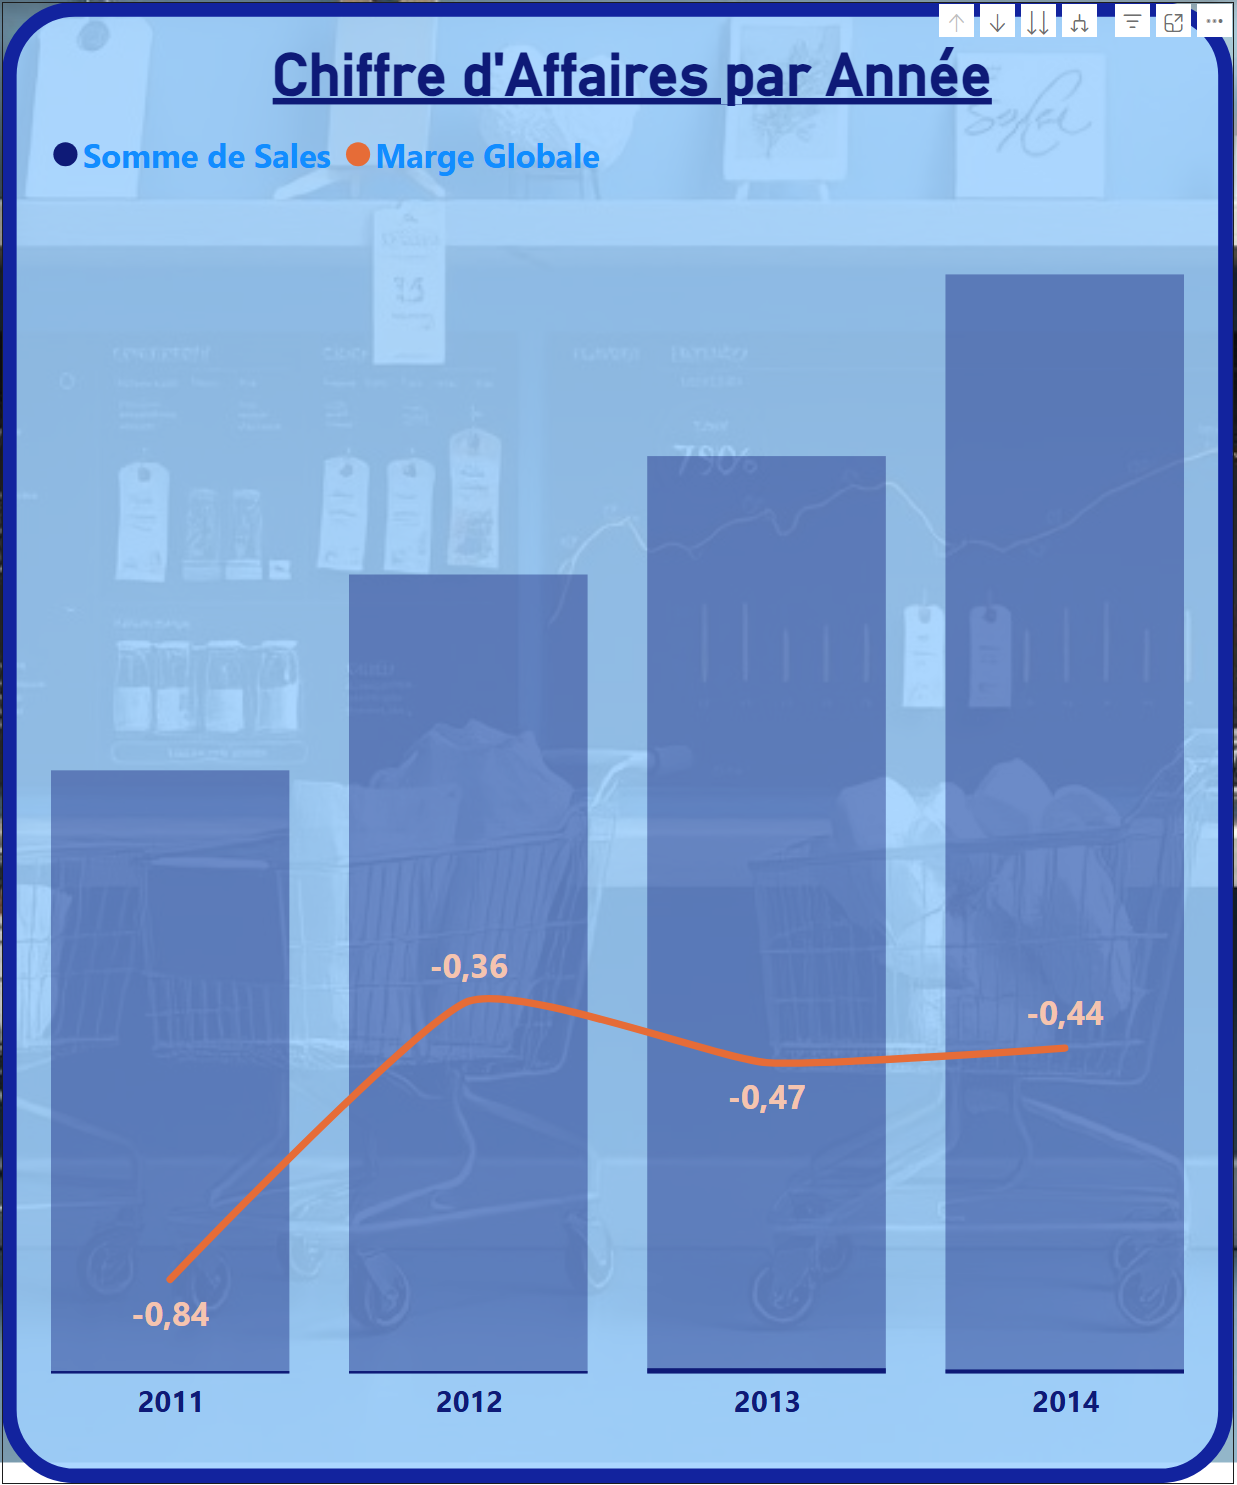 Chiffre d'Affaires par Année
Somme de Sales Marge Globale
790%
-0,36
-0,44
-0,47
-0,84
2011 2012 2013 2014